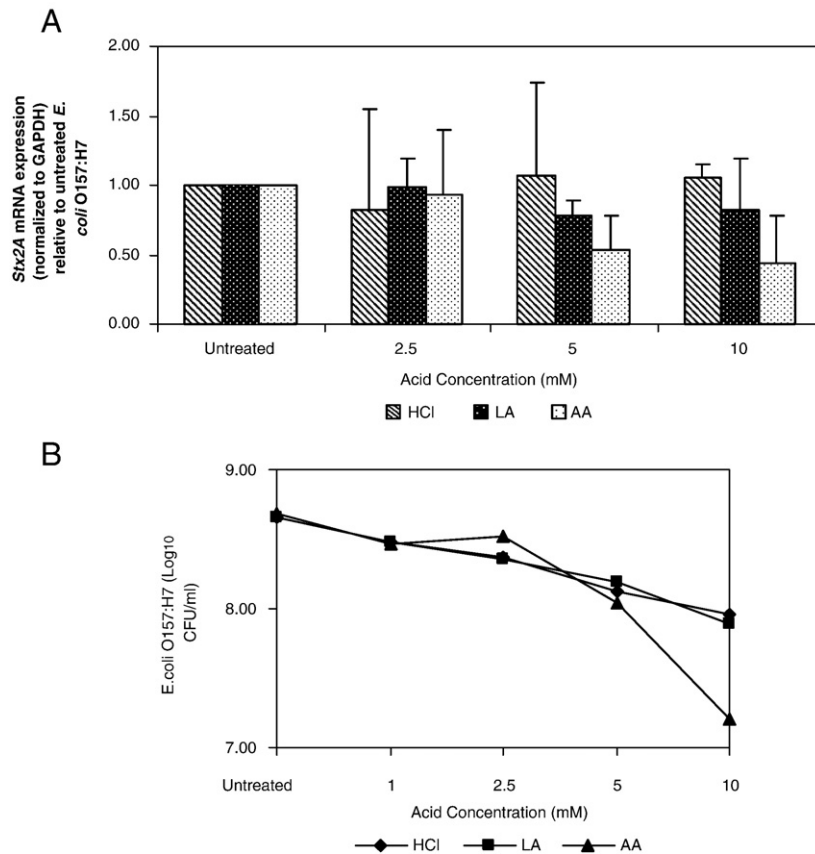 A
2.00
1.50
1.00
0.50
0.00
Stx2A mRNA expression
(normalized to GAPDH)
relative to untreated E.
coli O157:H7
Untreated
2.5
5
10
Acid Concentration (mM)
HCl
LA
AA
B
9.00
8.00
7.00
E.coli O157:H7 (Log10
CFU/ml)
Untreated
1
2.5
5
10
Acid Concentration (mM)
HCl
LA
AA